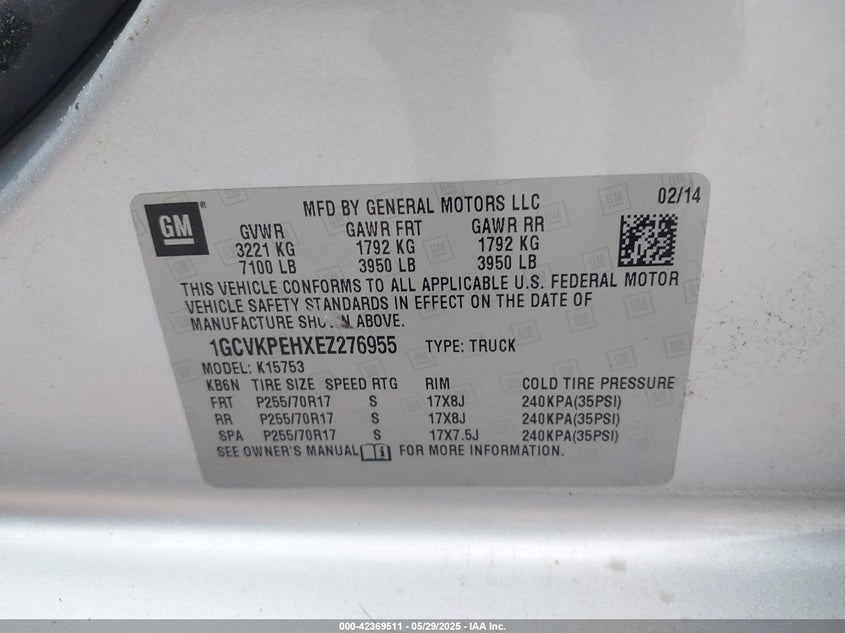 GM®
MFD BY GENERAL MOTORS LLC 02/14
GVWR GAWR FRT GAWR RR
3221 KG 1792 KG 1792 KG
7100 LB 3950 LB 3950 LB
THIS VEHICLE CONFORMS TO ALL APPLICABLE U.S. FEDERAL MOTOR
VEHICLE SAFETY STANDARDS IN EFFECT ON THE DATE OF
MANUFACTURE SHOWN ABOVE.
1GCVKPEHXEZ276955 TYPE: TRUCK
MODEL: K15753
KB6N TIRE SIZE SPEED RTG RIM COLD TIRE PRESSURE
FRT P255/70R17 S 17X8J 240KPA(35PSI)
RR P255/70R17 S 17X8J 240KPA(35PSI)
SPA P255/70R17 S 17X7.5J 240KPA(35PSI)
SEE OWNER'S MANUAL FOR MORE INFORMATION.
000-42369511 - 05/29/2025 - IAA Inc.